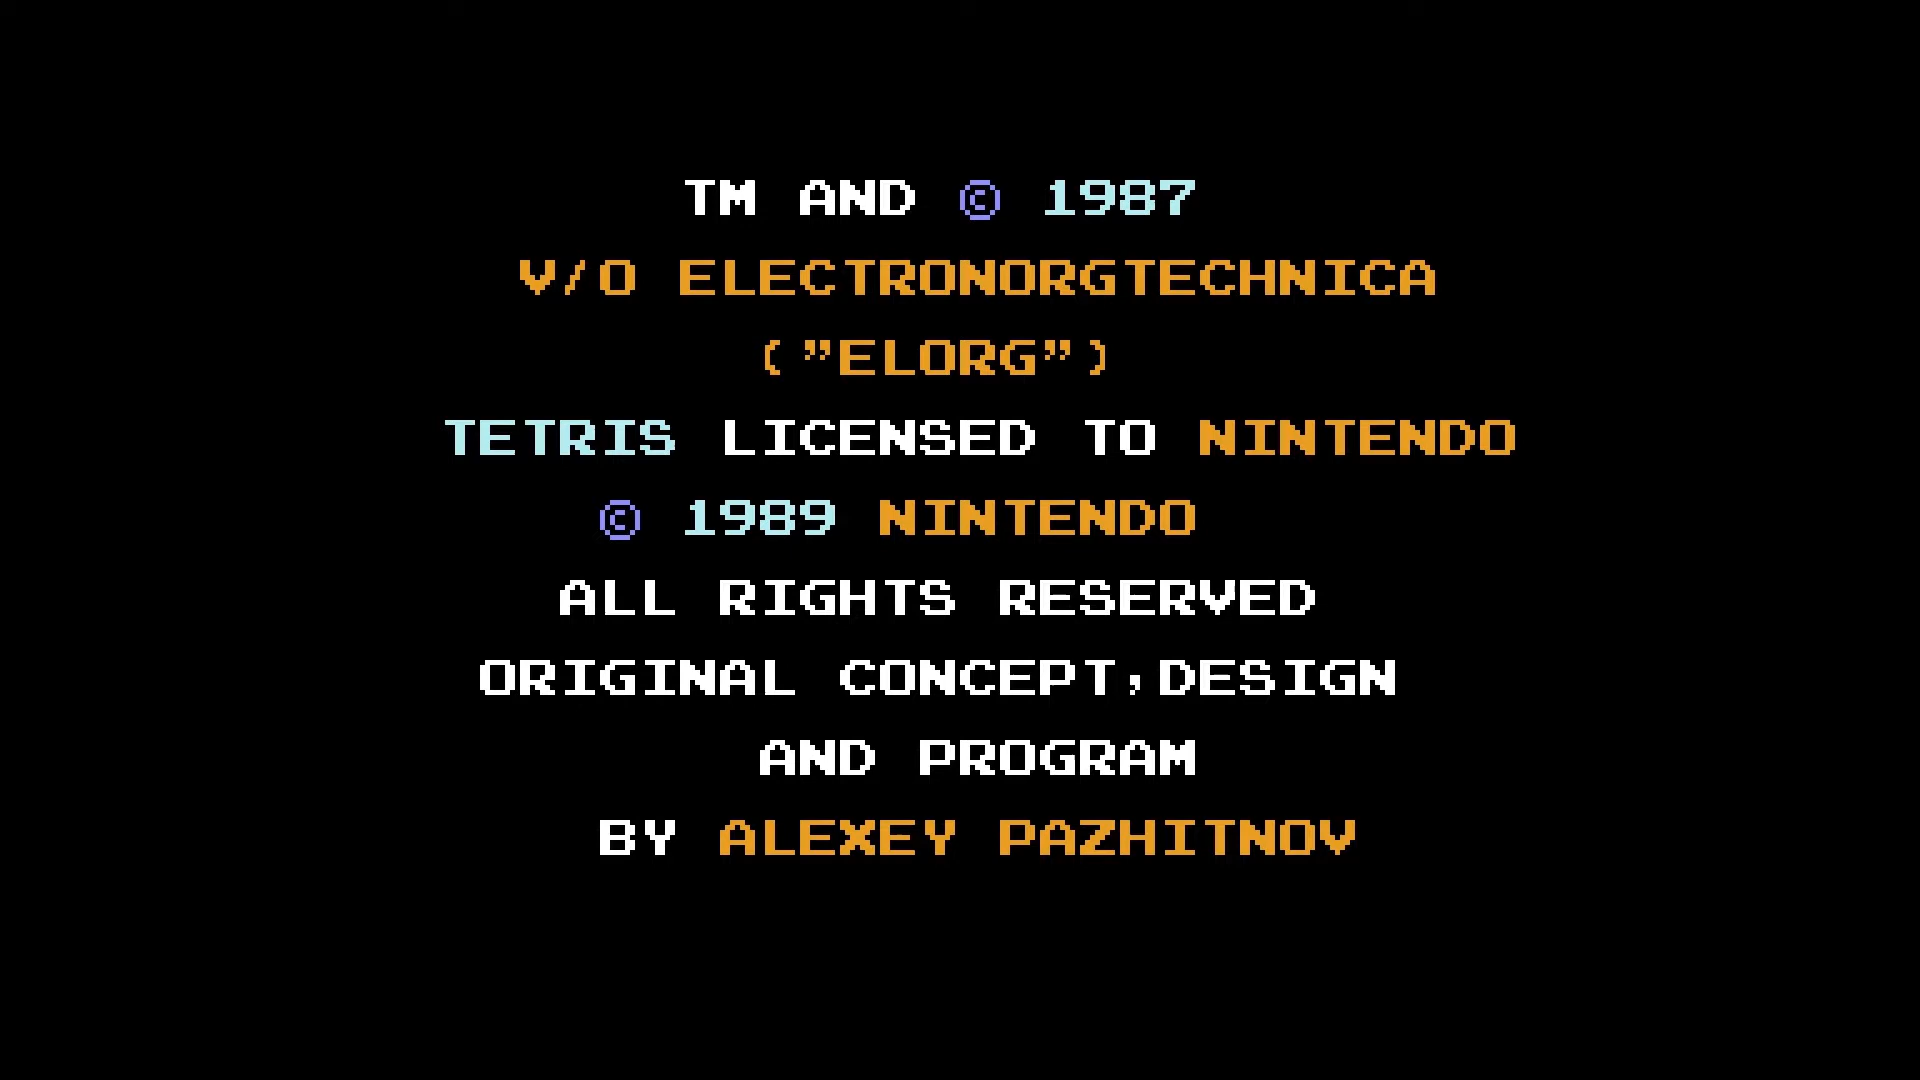 TM AND © 1987
V/O ELECTRONORGTECHNICA
("ELORG")
TETRIS LICENSED TO NINTENDO
© 1989 NINTENDO
ALL RIGHTS RESERVED
ORIGINAL CONCEPT,DESIGN
AND PROGRAM
BY ALEXEY PAZHITNOV